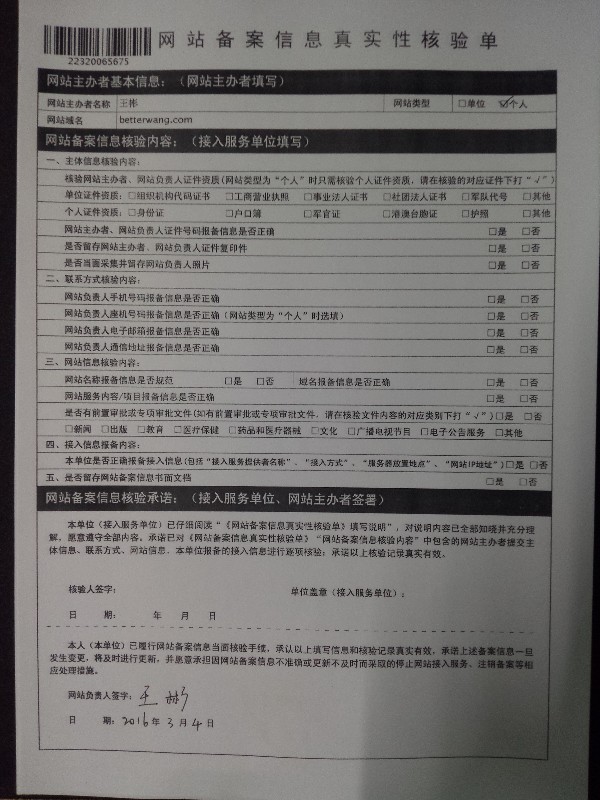 网站备案信息真实性核验单
22320065675
网站主办者基本信息：（网站主办者填写）
网站主办者名称 王彬 网站类型 □单位 ☑个人
网站域名 betterwang.com
网站备案信息核验内容：（接入服务单位填写）
一、主体信息核验内容：
核验网站主办者、网站负责人证件资质(网站类型为“个人”时只需核验个人证件资质，请在核验的对应证件下打“√”)
单位证件资质：□组织机构代码证书 □工商营业执照 □事业法人证书 □社团法人证书 □军队代号 □其他
个人证件资质：□身份证 □户口簿 □军官证 □港澳台胞证 □护照 □其他
网站主办者、网站负责人证件号码报备信息是否正确 □是 □否
是否留存网站主办者、网站负责人证件复印件 □是 □否
是否当面采集并留存网站负责人照片 □是 □否
二、联系方式核验内容：
网站负责人手机号码报备信息是否正确 □是 □否
网站负责人座机号码报备信息是否正确(网站类型为“个人”时选填) □是 □否
网站负责人电子邮箱报备信息是否正确 □是 □否
网站负责人通信地址报备信息是否正确 □是 □否
三、网站信息核验内容：
网站名称报备信息是否规范 □是 □否 域名报备信息是否正确 □是 □否
网站服务内容/项目报备信息是否正确 □是 □否
是否有前置审批或专项审批文件(如有前置审批或专项审批文件，请在核验文件内容的对应类别下打“√”)□是 □否
□新闻 □出版 □教育 □医疗保健 □药品和医疗器械 □文化 □广播电视节目 □电子公告服务 □其他
四、接入信息报备内容：
本单位是否正确报备接入信息(包括“接入服务提供者名称”、“接入方式”、“服务器放置地点”、“网站IP地址”)□是 □否
五、是否留存网站备案信息书面文档 □是 □否
网站备案信息核验承诺：（接入服务单位、网站主办者签署）
本单位（接入服务单位）已仔细阅读“《网站备案信息真实性核验单》填写说明”，对说明内容已全部知晓并充分理
解，愿意遵守全部内容。承诺已对《网站备案信息真实性核验单》“网站备案信息核验内容”中包含的网站主办者提交主
体信息、联系方式、网站信息、本单位报备的接入信息进行逐项核验；承诺以上核验记录真实有效。
核验人签字： 单位盖章（接入服务单位）：
日 期： 年 月 日
本人（本单位）已履行网站备案信息当面核验手续，承认以上填写信息和核验记录真实有效。承诺上述备案信息一旦
发生变更，将及时进行更新，并愿意承担因网站备案信息不准确或更新不及时而采取的停止网站接入服务、注销备案等相
应处理措施。
网站负责人签字：王彬
日 期：2016年3月4日